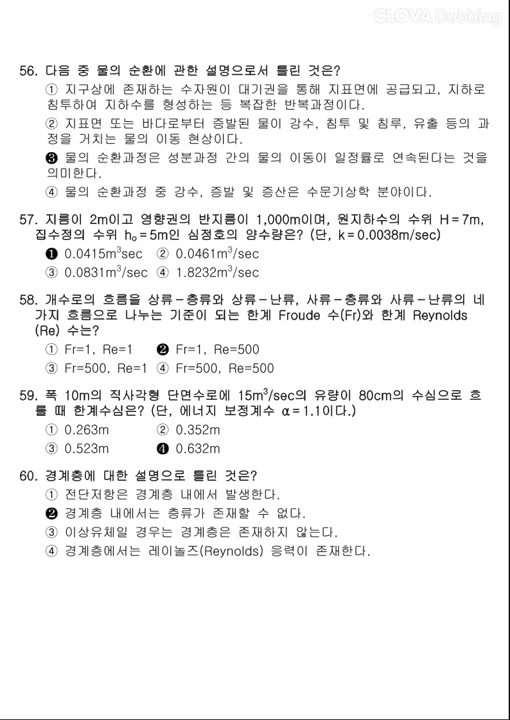 CLOVA Dubbing
56. 다음 중 물의 순환에 관한 설명으로서 틀린 것은?
① 지구상에 존재하는 수자원이 대기권을 통해 지표면에 공급되고, 지하로
침투하여 지하수를 형성하는 등 복잡한 반복과정이다.
② 지표면 또는 바다로부터 증발된 물이 강수, 침투 및 침루, 유출 등의 과
정을 거치는 물의 이동 현상이다.
❸ 물의 순환과정은 성분과정 간의 물의 이동이 일정률로 연속된다는 것을
의미한다.
④ 물의 순환과정 중 강수, 증발 및 증산은 수문기상학 분야이다.
57. 지름이 2m이고 영향권의 반지름이 1,000m이며, 원지하수의 수위 H=7m,
집수정의 수위 h₀=5m인 심정호의 양수량은? (단, k=0.0038m/sec)
❶ 0.0415m³sec ② 0.0461m³/sec
③ 0.0831m³/sec ④ 1.8232m³/sec
58. 개수로의 흐름을 상류-층류와 상류-난류, 사류-층류와 사류-난류의 네
가지 흐름으로 나누는 기준이 되는 한계 Froude 수(Fr)와 한계 Reynolds
(Re) 수는?
① Fr=1, Re=1 ❷ Fr=1, Re=500
③ Fr=500, Re=1 ④ Fr=500, Re=500
59. 폭 10m의 직사각형 단면수로에 15m³/sec의 유량이 80cm의 수심으로 흐
를 때 한계수심은? (단, 에너지 보정계수 α=1.1이다.)
① 0.263m ② 0.352m
③ 0.523m ❹ 0.632m
60. 경계층에 대한 설명으로 틀린 것은?
① 전단저항은 경계층 내에서 발생한다.
❷ 경계층 내에서는 층류가 존재할 수 없다.
③ 이상유체일 경우는 경계층은 존재하지 않는다.
④ 경계층에서는 레이놀즈(Reynolds) 응력이 존재한다.